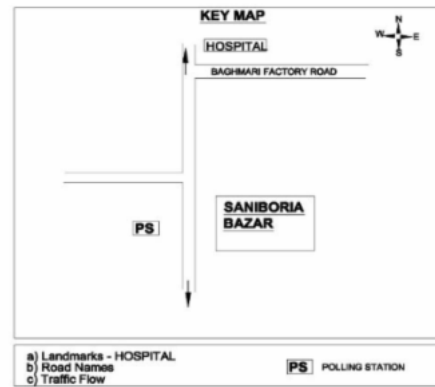 KEY MAP
N
W E
S
HOSPITAL
BAGHMARI FACTORY ROAD
SANIBORIA
BAZAR
PS
a) Landmarks - HOSPITAL
b) Road Names
c) Traffic Flow
PS POLLING STATION